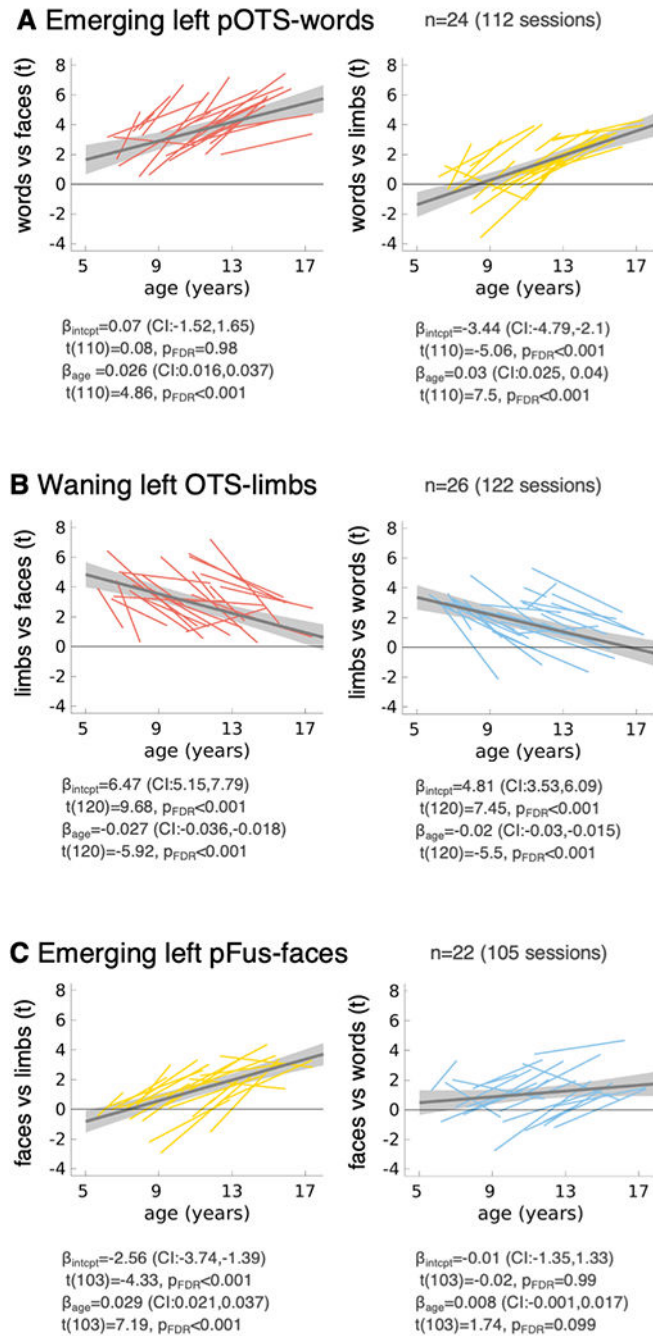 A Emerging left pOTS-words n=24 (112 sessions)
words vs faces (t)
8
6
4
2
0
-2
-4
5 9 13 17
age (years)
βintcpt=0.07 (CI:-1.52,1.65)
t(110)=0.08, pFDR=0.98
βage =0.026 (CI:0.016,0.037)
t(110)=4.86, pFDR<0.001
words vs limbs (t)
8
6
4
2
0
-2
-4
5 9 13 17
age (years)
βintcpt=-3.44 (CI:-4.79,-2.1)
t(110)=-5.06, pFDR<0.001
βage=0.03 (CI:0.025, 0.04)
t(110)=7.5, pFDR<0.001
B Waning left OTS-limbs n=26 (122 sessions)
limbs vs faces (t)
8
6
4
2
0
-2
-4
5 9 13 17
age (years)
βintcpt=6.47 (CI:5.15,7.79)
t(120)=9.68, pFDR<0.001
βage=-0.027 (CI:-0.036,-0.018)
t(120)=-5.92, pFDR<0.001
limbs vs words (t)
8
6
4
2
0
-2
-4
5 9 13 17
age (years)
βintcpt=4.81 (CI:3.53,6.09)
t(120)=7.45, pFDR<0.001
βage=-0.02 (CI:-0.03,-0.015)
t(120)=-5.5, pFDR<0.001
C Emerging left pFus-faces n=22 (105 sessions)
faces vs limbs (t)
8
6
4
2
0
-2
-4
5 9 13 17
age (years)
βintcpt=-2.56 (CI:-3.74,-1.39)
t(103)=-4.33, pFDR<0.001
βage=0.029 (CI:0.021,0.037)
t(103)=7.19, pFDR<0.001
faces vs words (t)
8
6
4
2
0
-2
-4
5 9 13 17
age (years)
βintcpt=-0.01 (CI:-1.35,1.33)
t(103)=-0.02, pFDR=0.99
βage=0.008 (CI:-0.001,0.017)
t(103)=1.74, pFDR=0.099